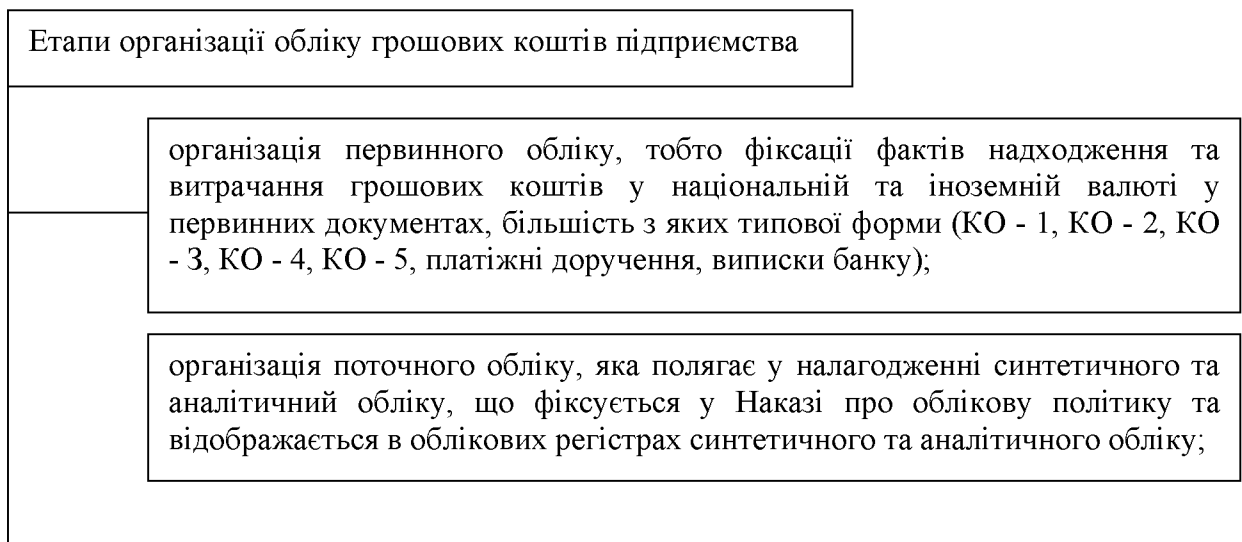 Етапи організації обліку грошових коштів підприємства
організація первинного обліку, тобто фіксації фактів надходження та
витрачання грошових коштів у національній та іноземній валюті у
первинних документах, більшість з яких типової форми (КО - 1, КО - 2, КО
- 3, КО - 4, КО - 5, платіжні доручення, виписки банку);
організація поточного обліку, яка полягає у налагодженні синтетичного та
аналітичний обліку, що фіксується у Наказі про облікову політику та
відображається в облікових регістрах синтетичного та аналітичного обліку;